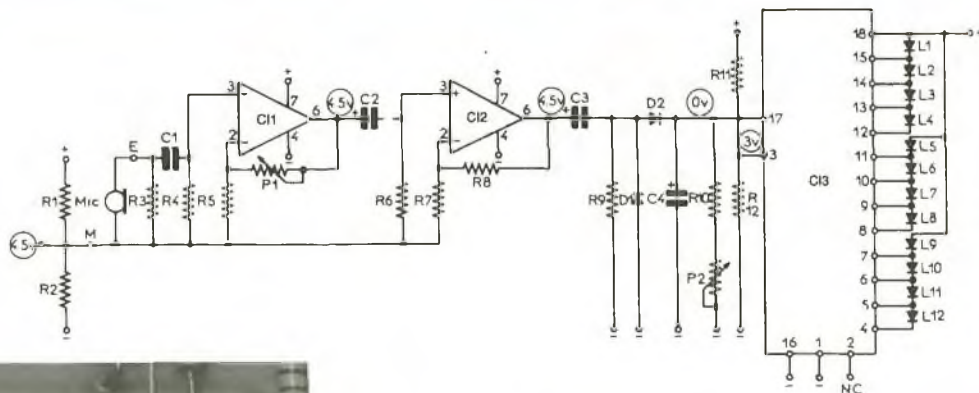 +
18
+
L1
15
L2
14
L3
13
L4
12
L5
11
L6
10
L7
9
L8
8
L9
7
L10
6
L11
5
L12
4
R11
17
3v
3
CI3
R12
16
1
2
−
−
NC
+
3
−
7
CI1
6
4,5v
+
C2
2
−
4
−
P1
+
3
+
7
CI2
6
4,5v
+
C3
2
−
4
−
R8
D2
0v
C1
E
+
R1
Mic
R3
R4
R5
R6
R7
R9
D1
C4
+
R10
P2
4,5v
M
R2
−
−
−
−
−
−